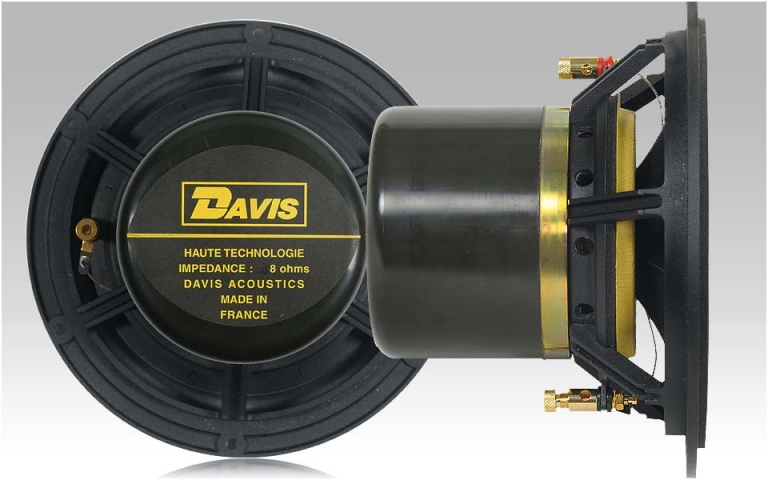 DAVIS
HAUTE TECHNOLOGIE
IMPEDANCE : 8 ohms
DAVIS ACOUSTICS
MADE IN
FRANCE